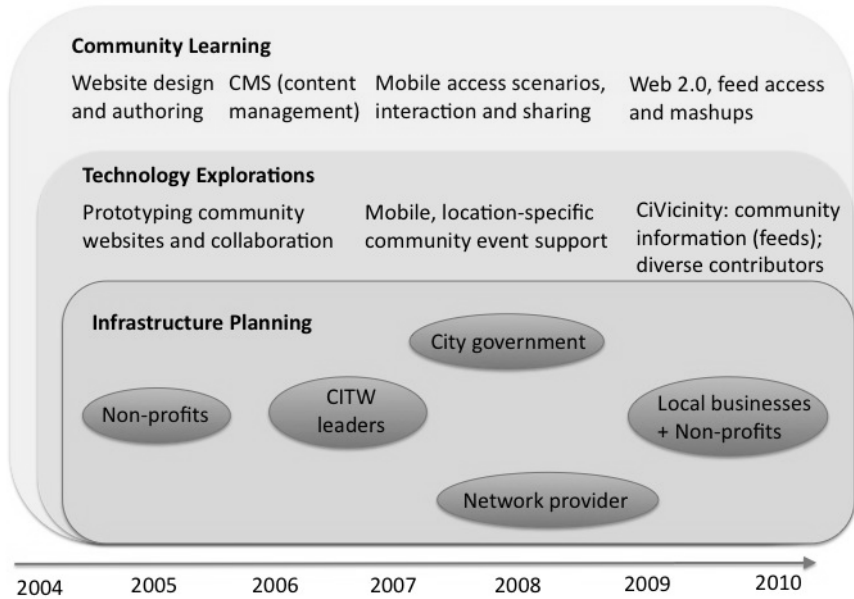 Community Learning
Website design
and authoring
CMS (content
management)
Mobile access scenarios,
interaction and sharing
Web 2.0, feed access
and mashups
Technology Explorations
Prototyping community
websites and collaboration
Mobile, location-specific
community event support
CiVicinity: community
information (feeds);
diverse contributors
Infrastructure Planning
City government
Non-profits
CITW
leaders
Local businesses
+ Non-profits
Network provider
2004 2005 2006 2007 2008 2009 2010